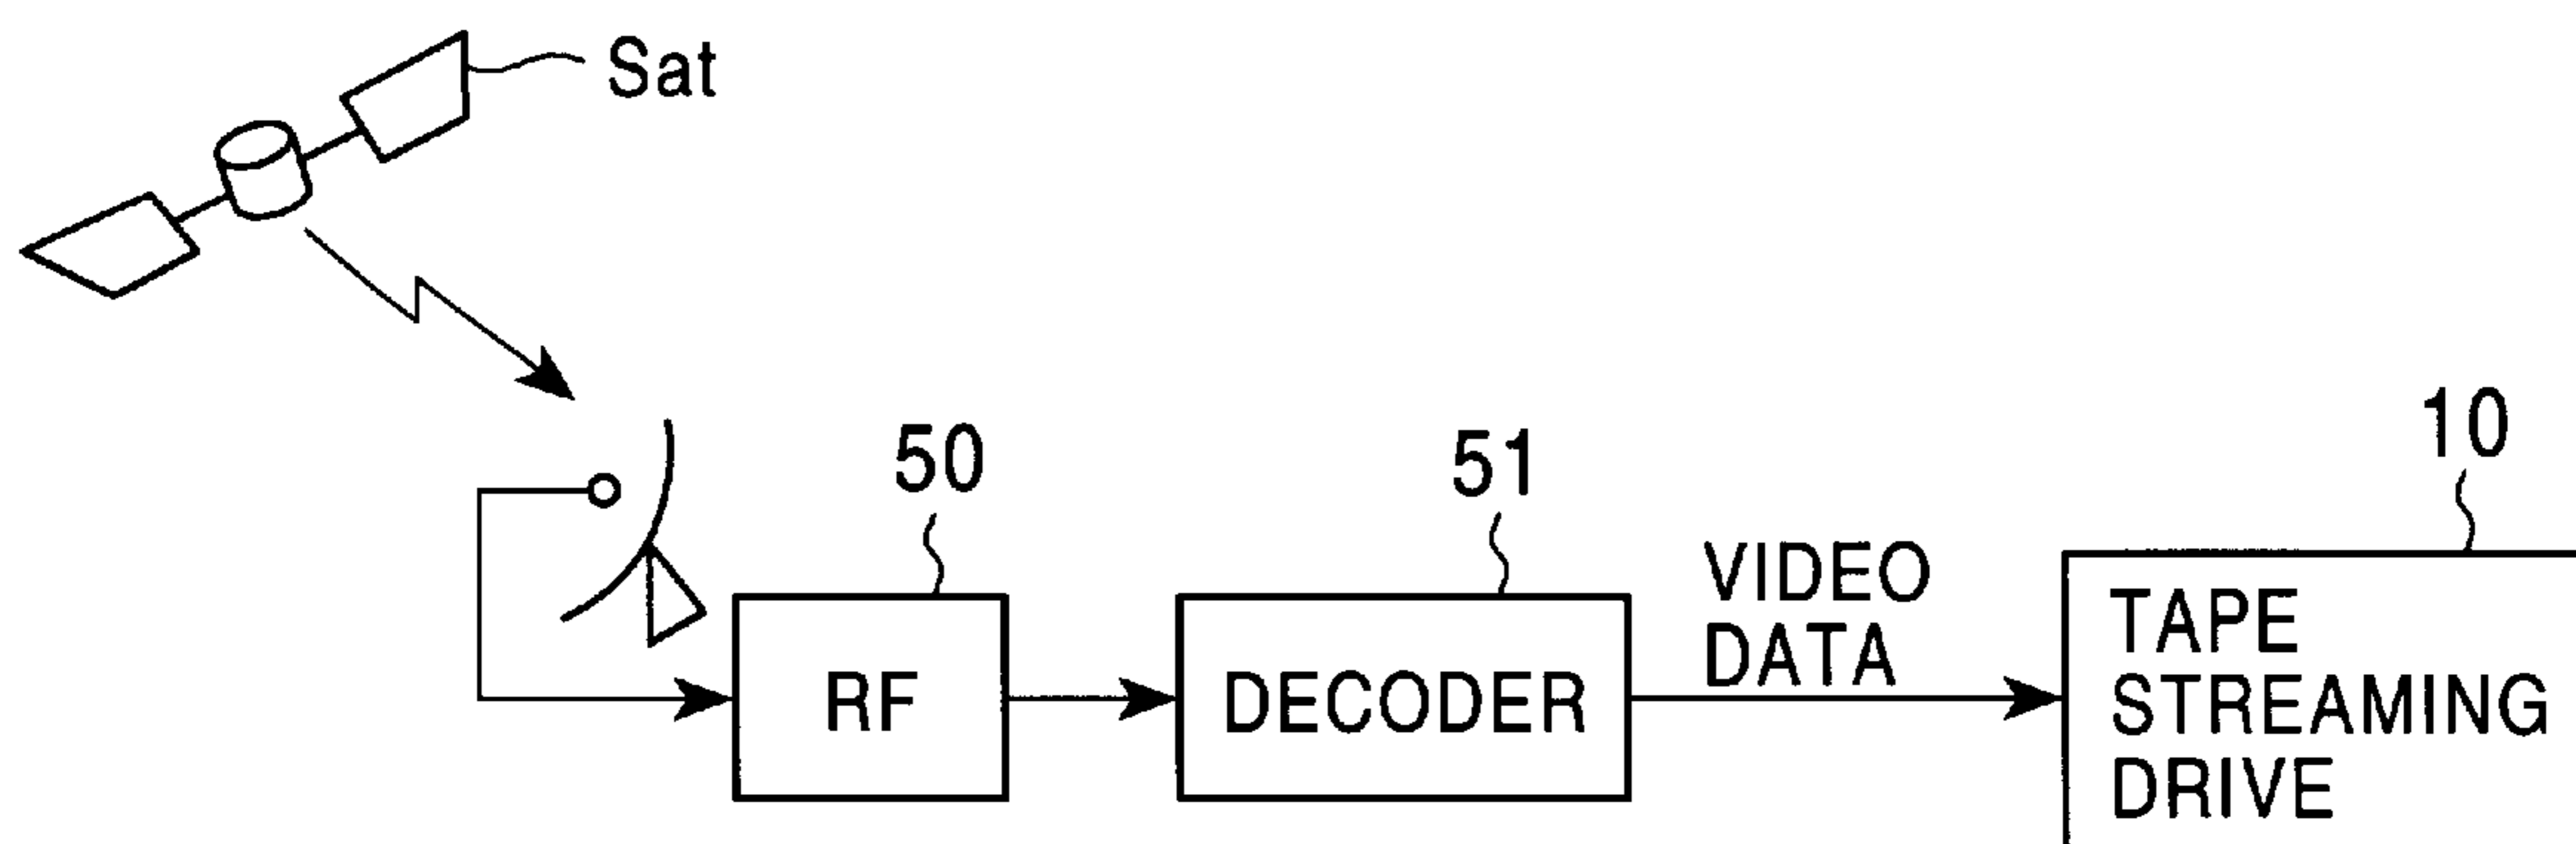 Sat
50
51
10
VIDEO
DATA
RF
DECODER
TAPE
STREAMING
DRIVE